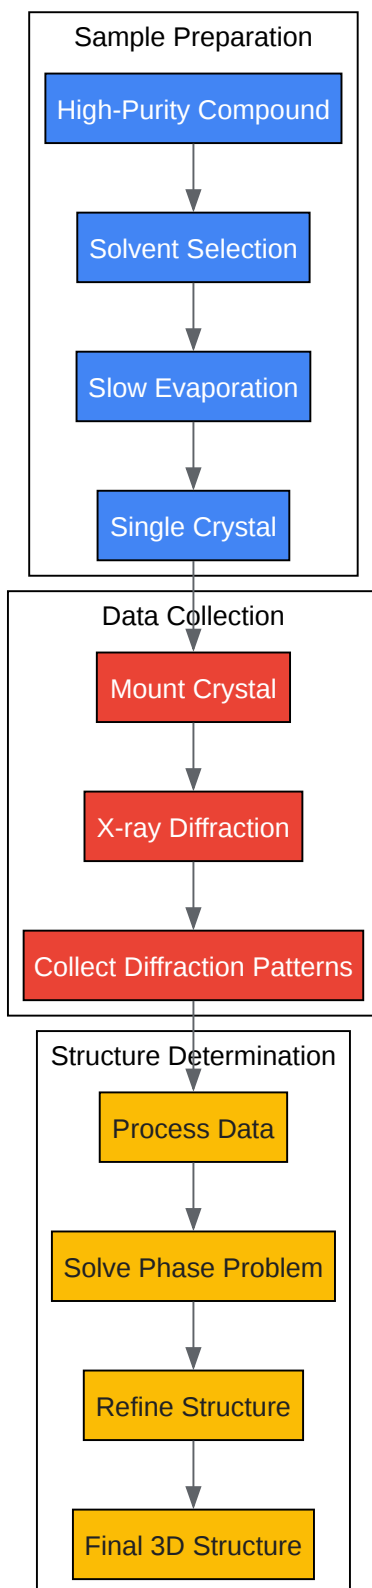 Sample Preparation
High-Purity Compound
Solvent Selection
Slow Evaporation
Single Crystal
Data Collection
Mount Crystal
X-ray Diffraction
Collect Diffraction Patterns
Structure Determination
Process Data
Solve Phase Problem
Refine Structure
Final 3D Structure